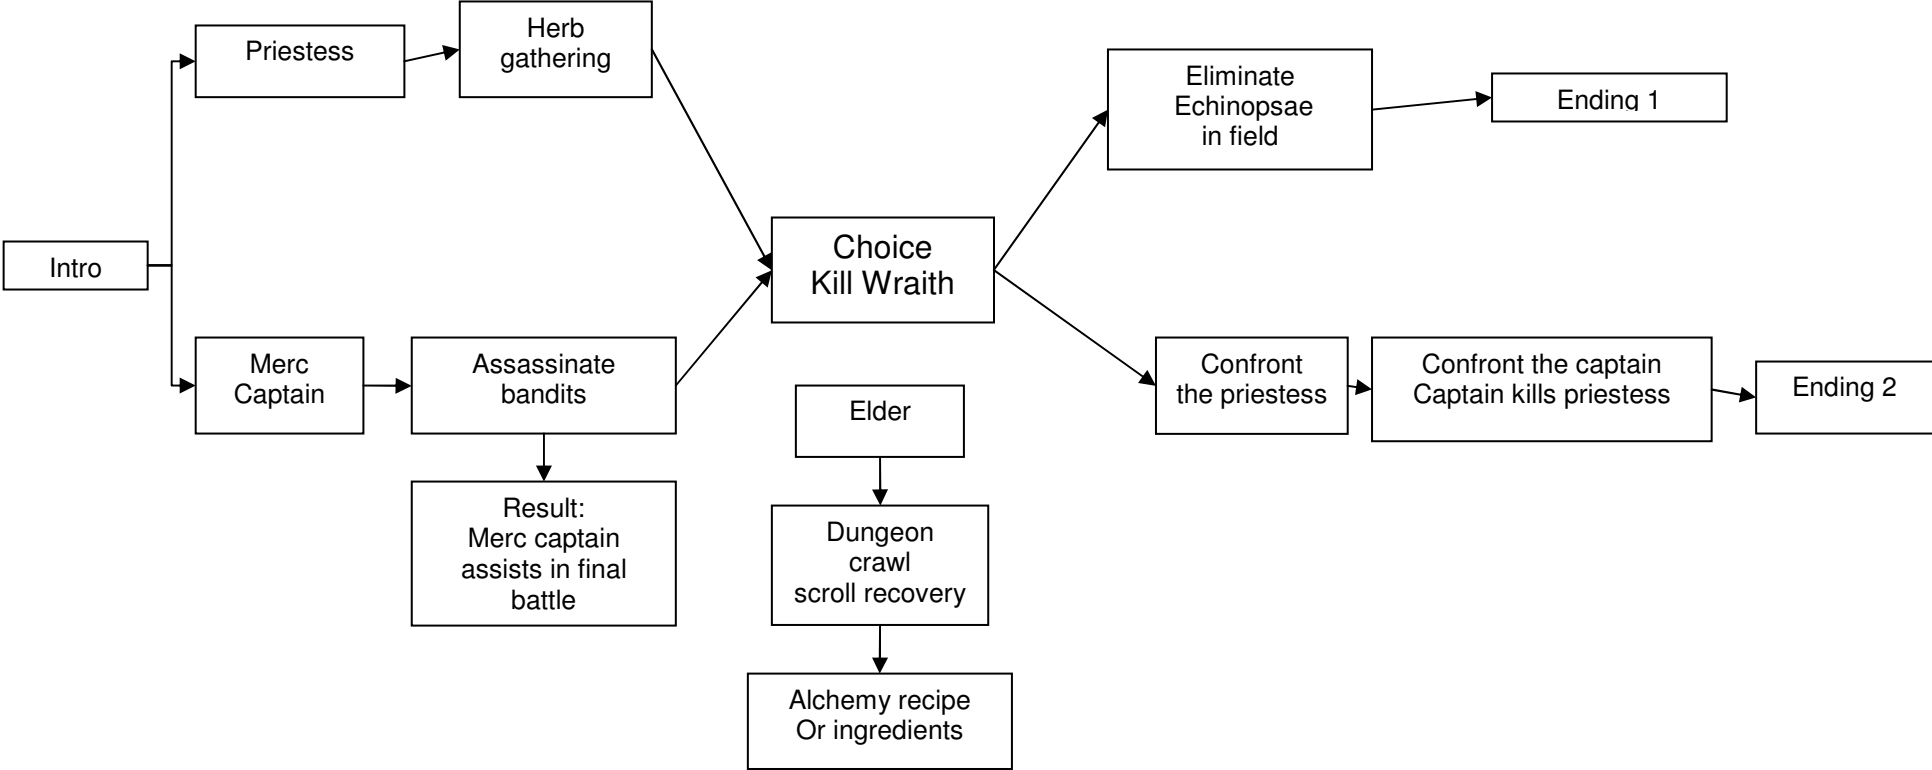 Priestess
Herb
gathering
Eliminate
Echinopsae
in field
Ending 1
Intro
Choice
Kill Wraith
Merc
Captain
Assassinate
bandits
Elder
Confront
the priestess
Confront the captain
Captain kills priestess
Ending 2
Result:
Merc captain
assists in final
battle
Dungeon
crawl
scroll recovery
Alchemy recipe
Or ingredients